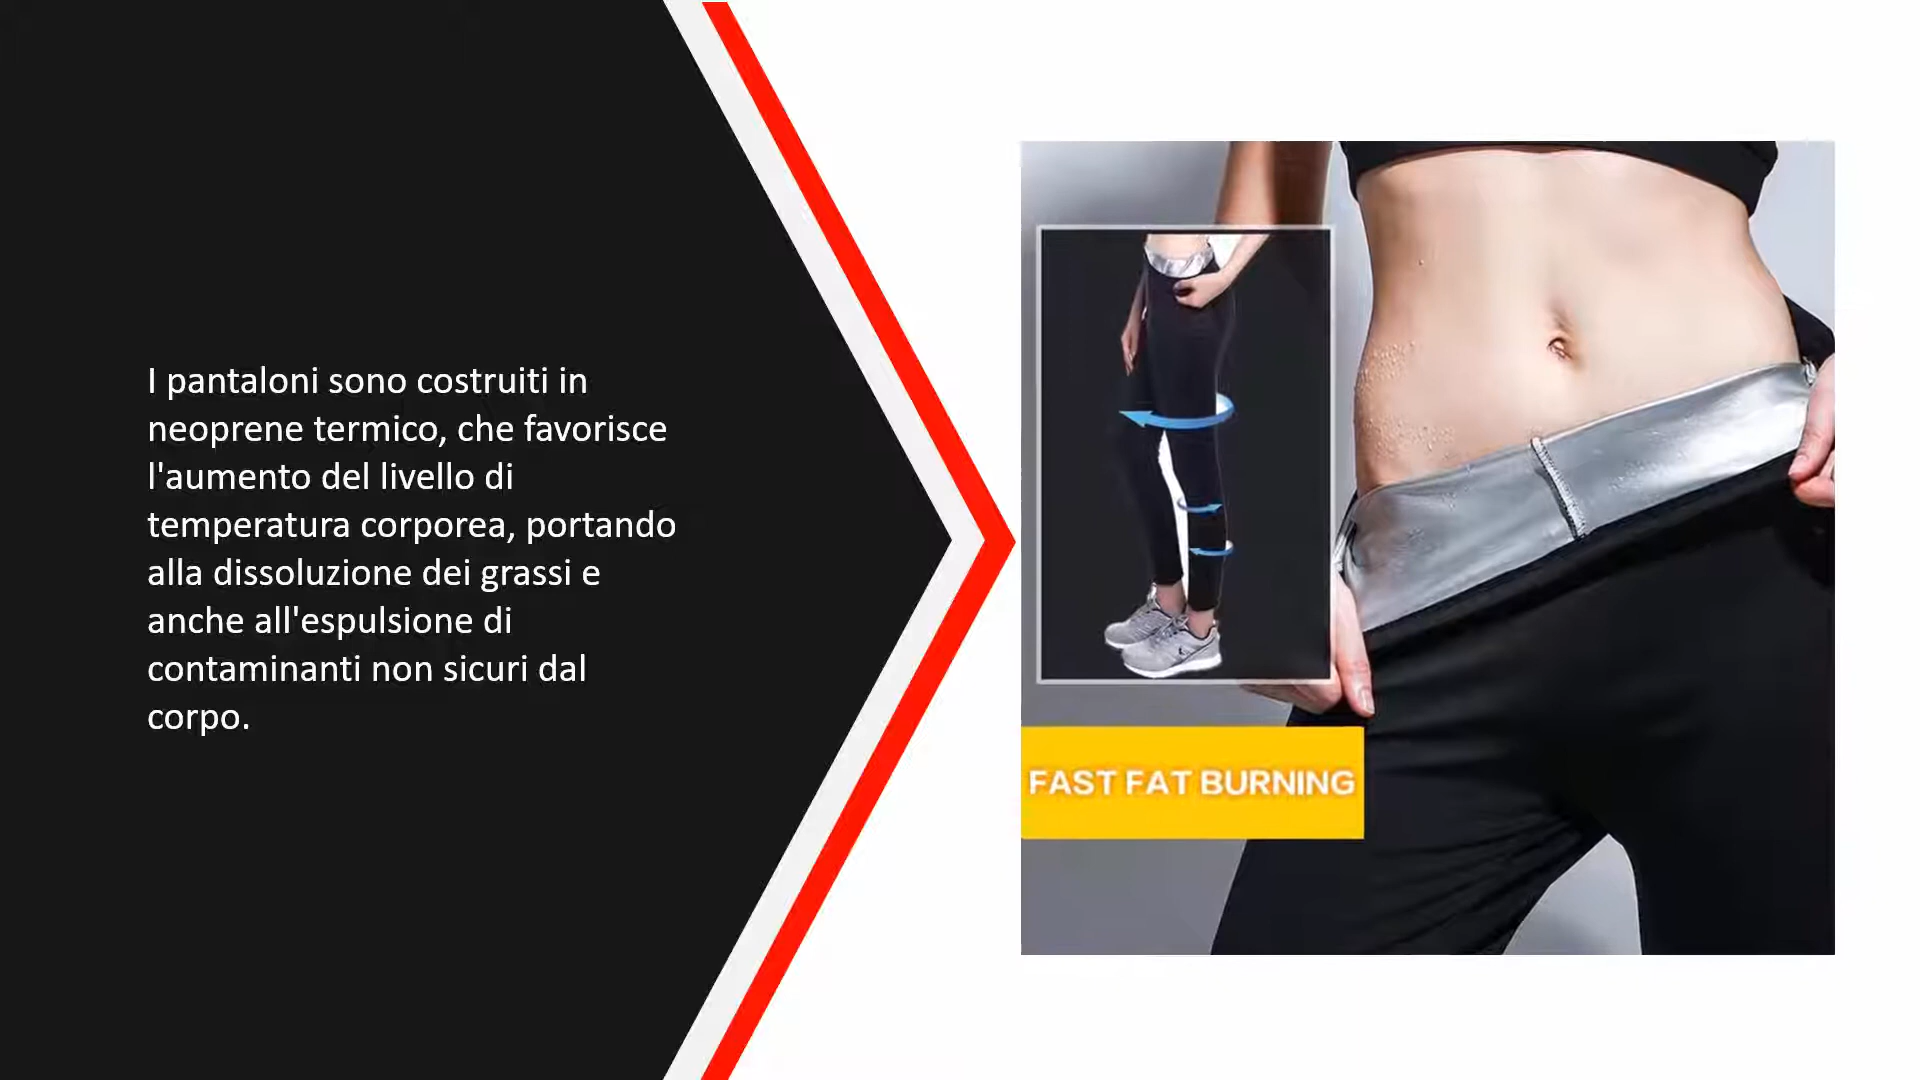 I pantaloni sono costruiti in
neoprene termico, che favorisce
l'aumento del livello di
temperatura corporea, portando
alla dissoluzione dei grassi e
anche all'espulsione di
contaminanti non sicuri dal
corpo.
FAST FAT BURNING